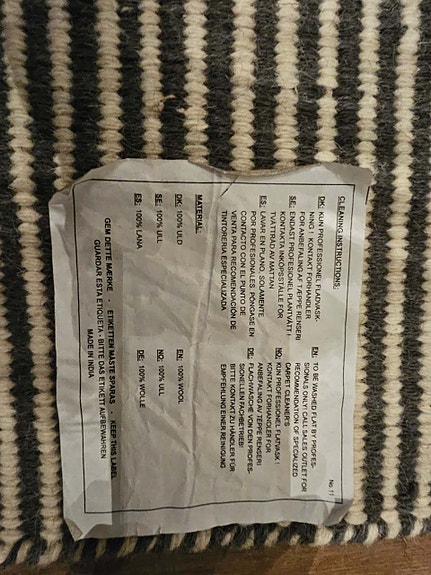 No 11
CLEANING INSTRUCTIONS:
DK: KUN PROFESSIONEL FLADVASK-
NING ! KONTAKT FORHANDLER
FOR ANBEFALING AF TÆPPE RENSERI
SE: ENDAST PROFESSIONEL PLANTVÄTT !
KONTAKTA INKÖPSSTÄLLE FÖR
TVÄTTRÅD AV MATTAN
ES: LAVAR EN PLANO, SOLAMENTE
POR PROFESIONALES. PÓNGASE EN
CONTACTO CON EL PUNTO DE
VENTA PARA RECOMENDACIÓN DE
TINTORERIA ESPECIALIZADA
EN: TO BE WASHED FLAT BY PROFES-
SIONALS ONLY! CALL SALES OUTLET FOR
RECOMMENDATION OF SPECIALIZED
CARPET CLEANER'S
NO: KUN PROFESSIONEL FLATVASK !
KONTAKT FORHANDLER FOR
ANBEFALING AV TEPPE RENSERI
DE: FLACHWÄSCHE VON DEN PROFES-
SIONELLEN FACHBETRIEB!
BITTE KONTAKT ZU HÄNDLER FÜR
EMPFEHLUNG EINER REINIGUNG
MATERIAL:
DK: 100% ULD
SE: 100% ULL
ES: 100% LANA
EN: 100% WOOL
NO: 100% ULL
DE: 100% WOLLE
GEM DETTE MÆRKE - ETIKETTEN MÅSTE SPARAS - KEEP THIS LABEL
GUARDAR ESTA ETIQUETA - BITTE DAS ETIKETT AUFBEWAHREN
MADE IN INDIA